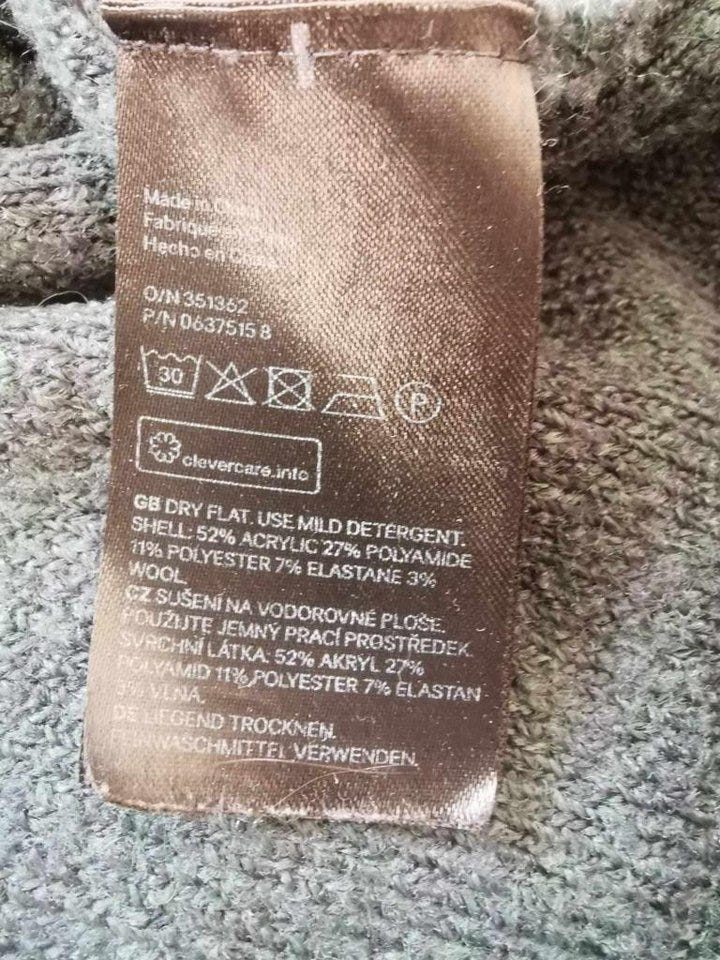 Made in China
Fabriqué en
Hecho en China
O/N 351362
P/N 0637515 8
30
P
clevercare.info
GB DRY FLAT. USE MILD DETERGENT.
SHELL: 52% ACRYLIC 27% POLYAMIDE
11% POLYESTER 7% ELASTANE 3%
WOOL.
CZ SUŠENÍ NA VODOROVNÉ PLOŠE.
POUŽIJTE JEMNÝ PRACÍ PROSTŘEDEK.
SVRCHNÍ LÁTKA: 52% AKRYL 27%
POLYAMID 11% POLYESTER 7% ELASTAN
3% VLNA.
DE LIEGEND TROCKNEN.
FEINWASCHMITTEL VERWENDEN.